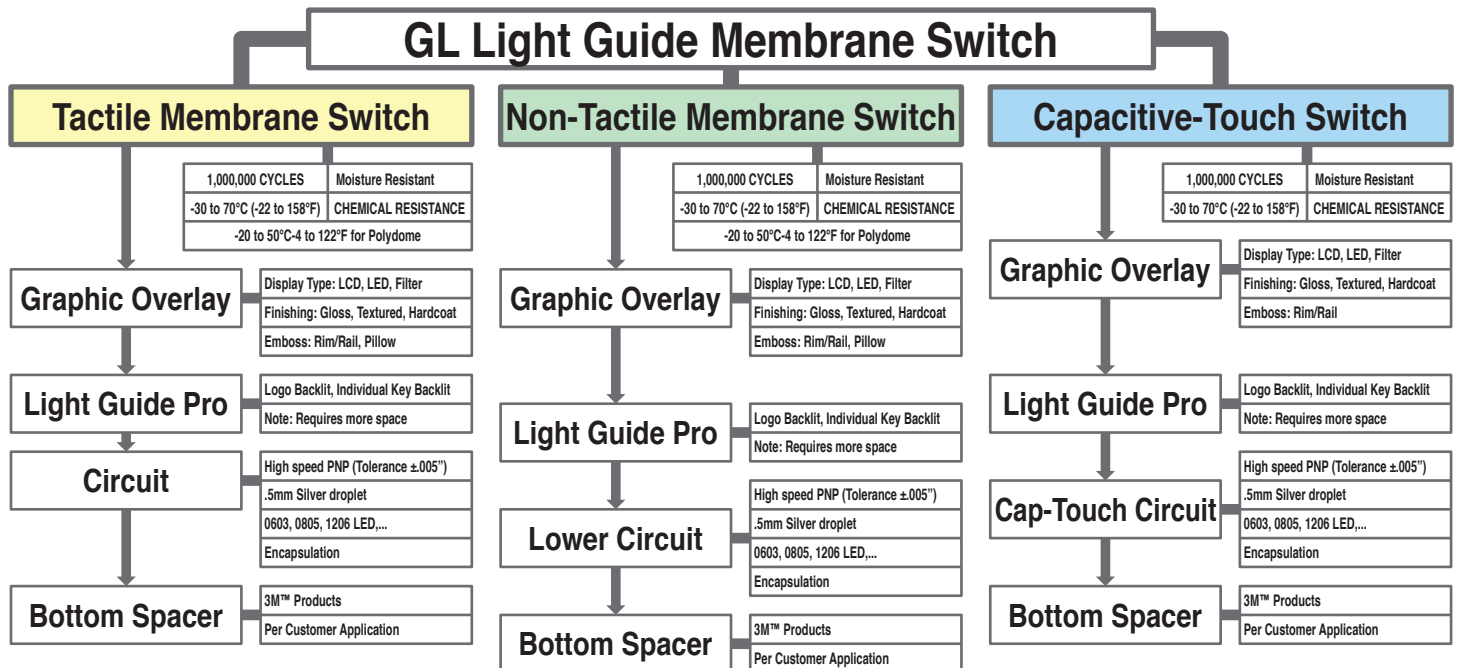 GL Light Guide Membrane Switch
Tactile Membrane Switch
1,000,000 CYCLES Moisture Resistant
-30 to 70°C (-22 to 158°F) CHEMICAL RESISTANCE
-20 to 50°C-4 to 122°F for Polydome
Graphic Overlay
Display Type: LCD, LED, Filter
Finishing: Gloss, Textured, Hardcoat
Emboss: Rim/Rail, Pillow
Light Guide Pro
Logo Backlit, Individual Key Backlit
Note: Requires more space
Circuit
High speed PNP (Tolerance ±.005”)
.5mm Silver droplet
0603, 0805, 1206 LED,...
Encapsulation
Bottom Spacer
3M™ Products
Per Customer Application
Non-Tactile Membrane Switch
1,000,000 CYCLES Moisture Resistant
-30 to 70°C (-22 to 158°F) CHEMICAL RESISTANCE
-20 to 50°C-4 to 122°F for Polydome
Graphic Overlay
Display Type: LCD, LED, Filter
Finishing: Gloss, Textured, Hardcoat
Emboss: Rim/Rail, Pillow
Light Guide Pro
Logo Backlit, Individual Key Backlit
Note: Requires more space
Lower Circuit
High speed PNP (Tolerance ±.005”)
.5mm Silver droplet
0603, 0805, 1206 LED,...
Encapsulation
Bottom Spacer
3M™ Products
Per Customer Application
Capacitive-Touch Switch
1,000,000 CYCLES Moisture Resistant
-30 to 70°C (-22 to 158°F) CHEMICAL RESISTANCE
Graphic Overlay
Display Type: LCD, LED, Filter
Finishing: Gloss, Textured, Hardcoat
Emboss: Rim/Rail
Light Guide Pro
Logo Backlit, Individual Key Backlit
Note: Requires more space
Cap-Touch Circuit
High speed PNP (Tolerance ±.005”)
.5mm Silver droplet
0603, 0805, 1206 LED,...
Encapsulation
Bottom Spacer
3M™ Products
Per Customer Application